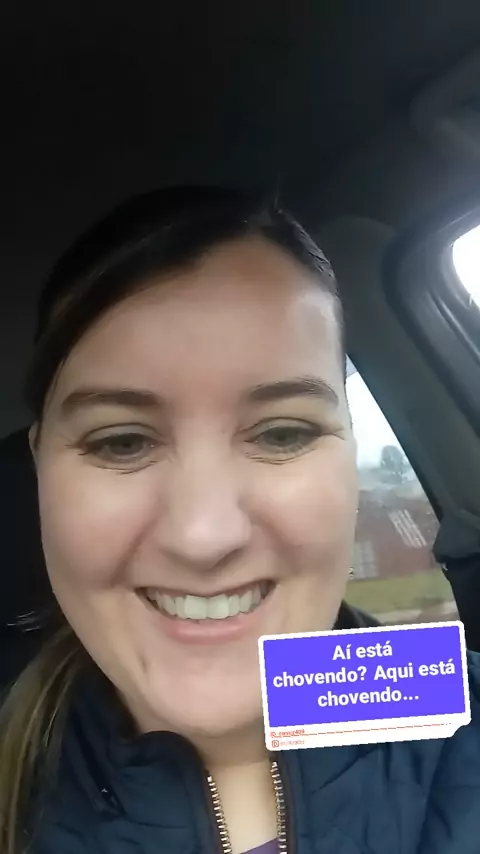 Aí está
chovendo? Aqui está
chovendo...